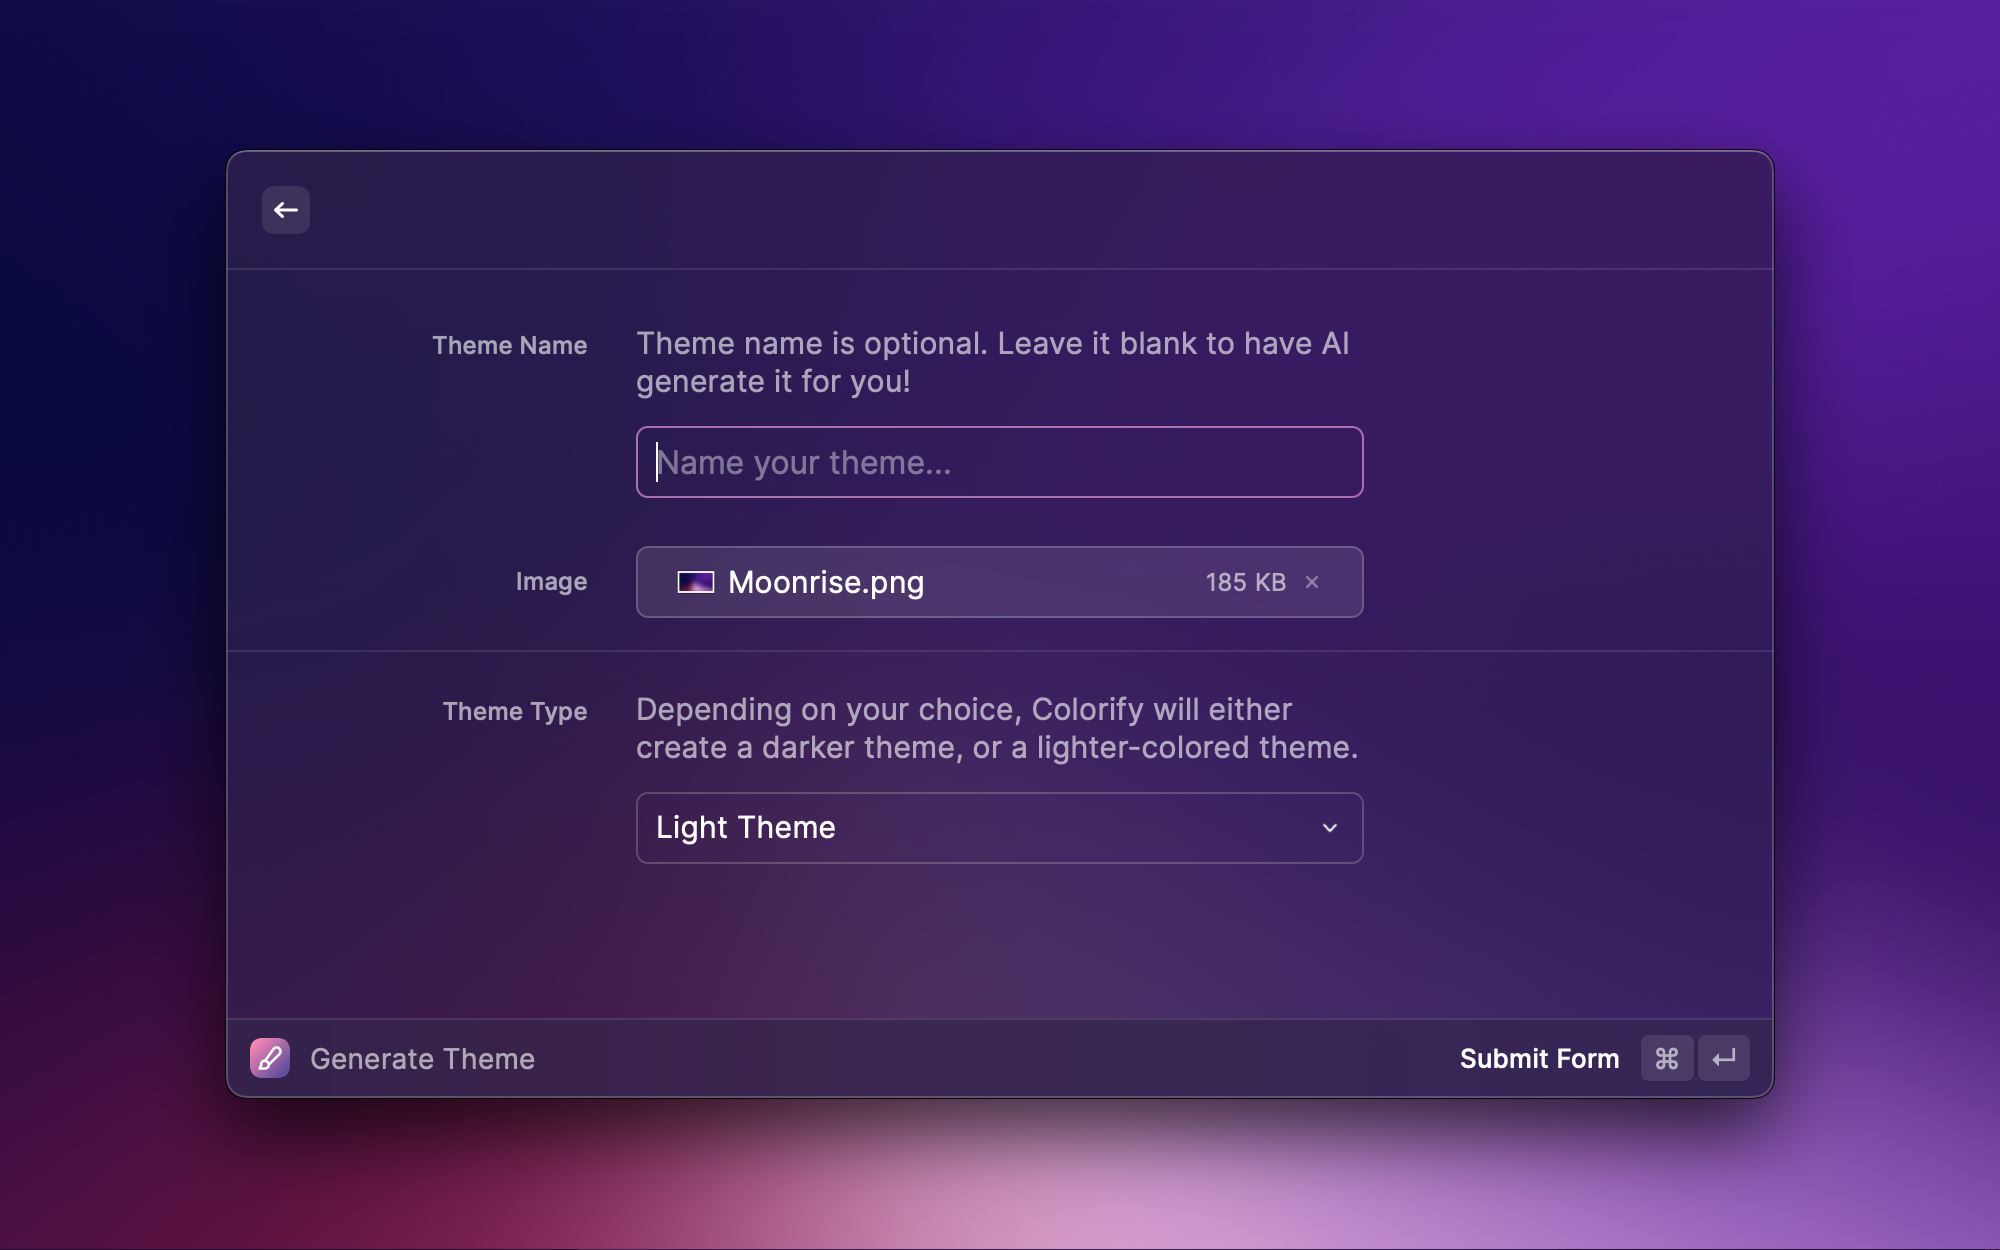 Theme Name
Theme name is optional. Leave it blank to have AI
generate it for you!
Name your theme...
Image
Moonrise.png
185 KB
Theme Type
Depending on your choice, Colorify will either
create a darker theme, or a lighter-colored theme.
Light Theme
Generate Theme
Submit Form ⌘ ↵